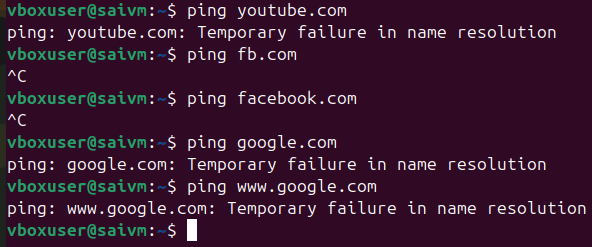 vboxuser@saivm:~$ ping youtube.com
ping: youtube.com: Temporary failure in name resolution
vboxuser@saivm:~$ ping fb.com
^C
vboxuser@saivm:~$ ping facebook.com
^C
vboxuser@saivm:~$ ping google.com
ping: google.com: Temporary failure in name resolution
vboxuser@saivm:~$ ping www.google.com
ping: www.google.com: Temporary failure in name resolution
vboxuser@saivm:~$